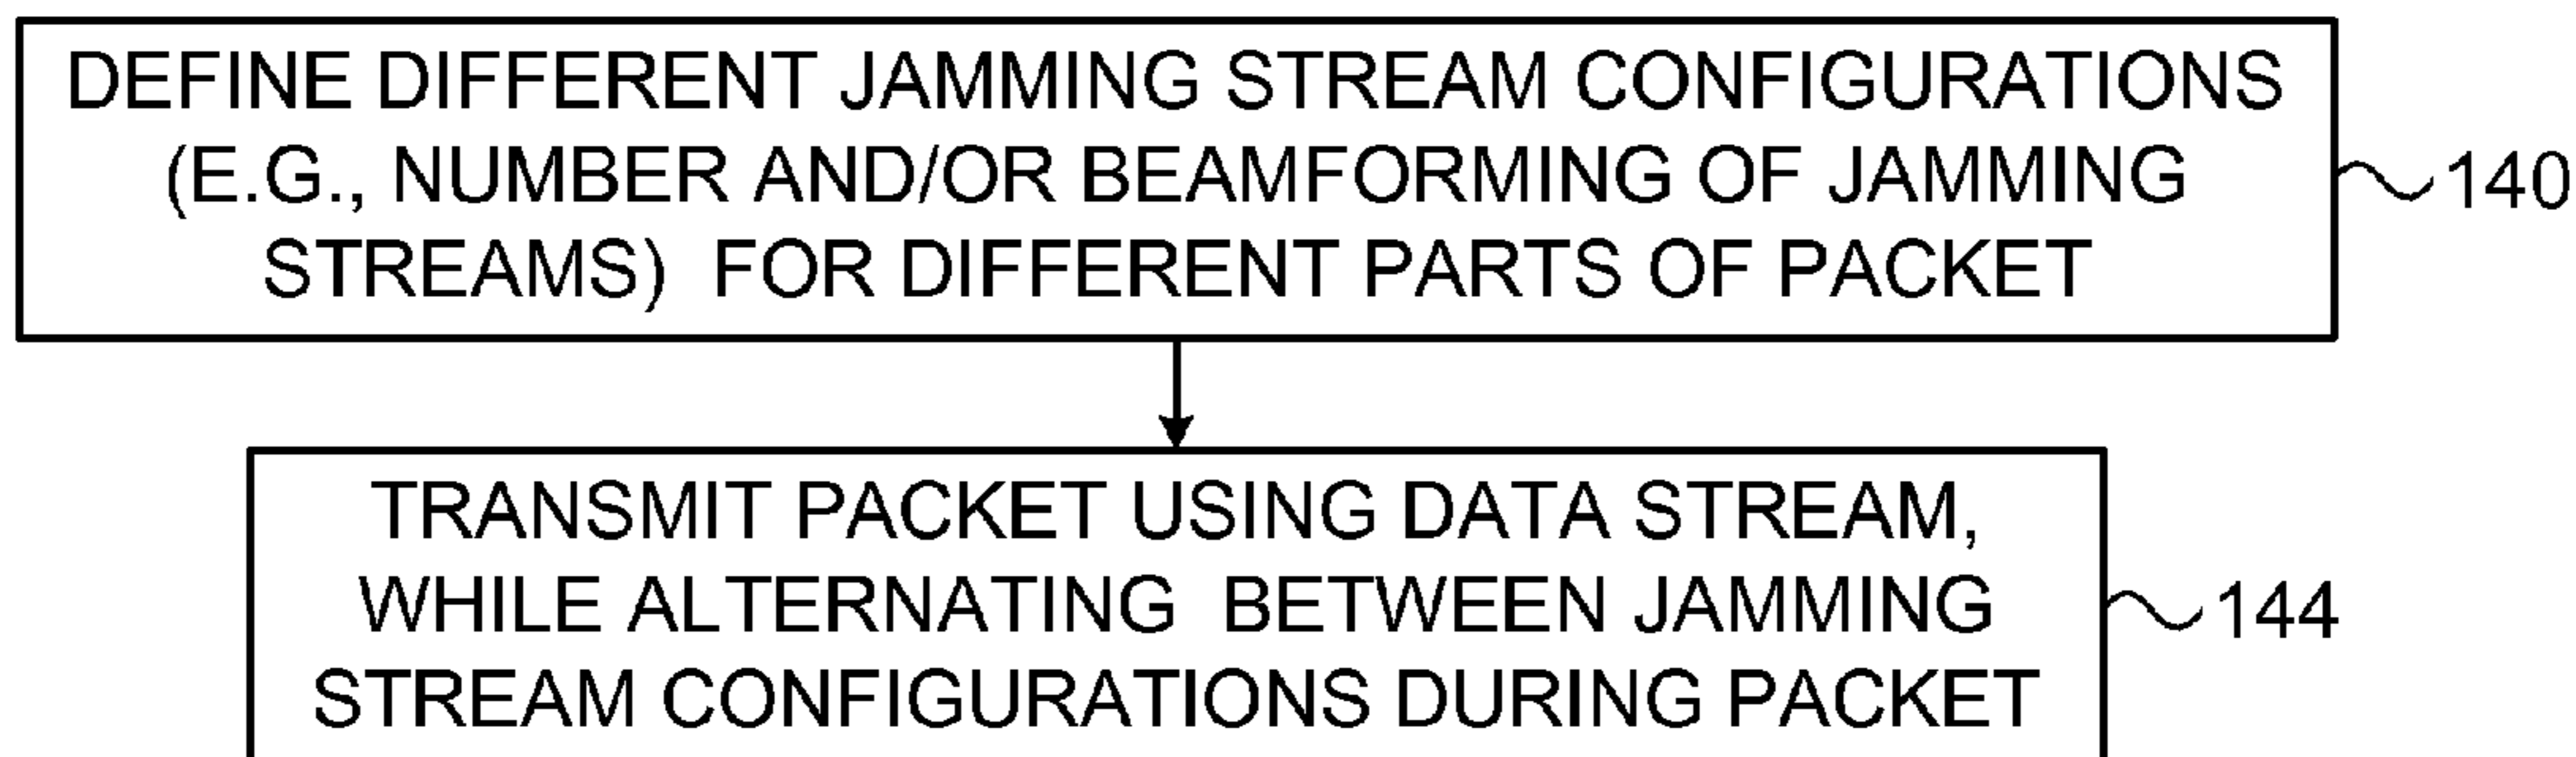 DEFINE DIFFERENT JAMMING STREAM CONFIGURATIONS
(E.G., NUMBER AND/OR BEAMFORMING OF JAMMING
STREAMS) FOR DIFFERENT PARTS OF PACKET
140
TRANSMIT PACKET USING DATA STREAM,
WHILE ALTERNATING BETWEEN JAMMING
STREAM CONFIGURATIONS DURING PACKET
144